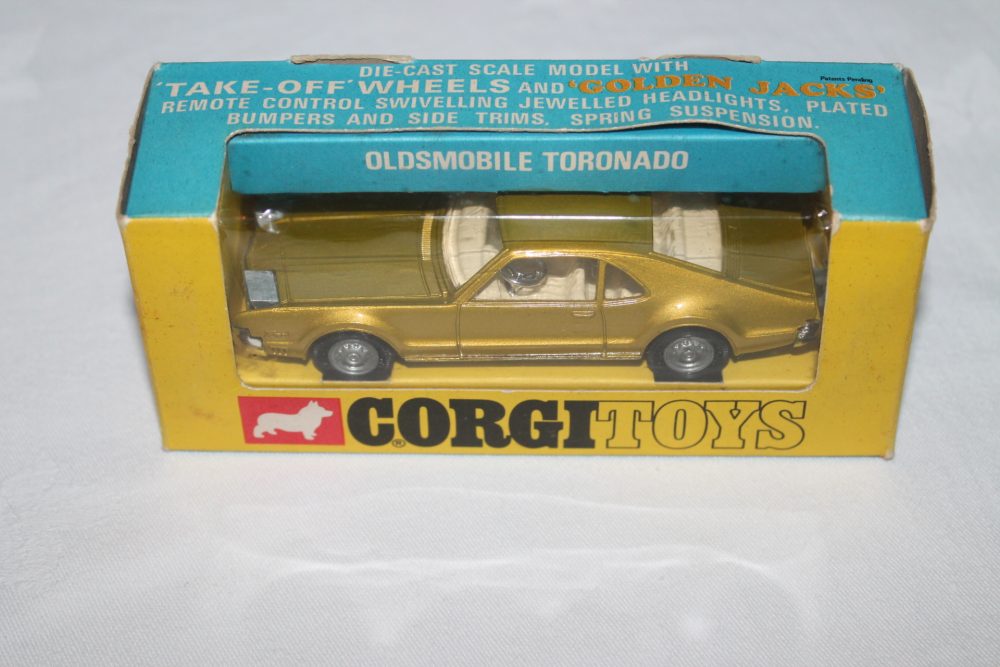 DIE-CAST SCALE MODEL WITH
'TAKE-OFF' WHEELS AND 'GOLDEN JACKS'
Patents Pending
REMOTE CONTROL SWIVELLING JEWELLED HEADLIGHTS, PLATED
BUMPERS AND SIDE TRIMS. SPRING SUSPENSION.
OLDSMOBILE TORONADO
CORGI TOYS
®